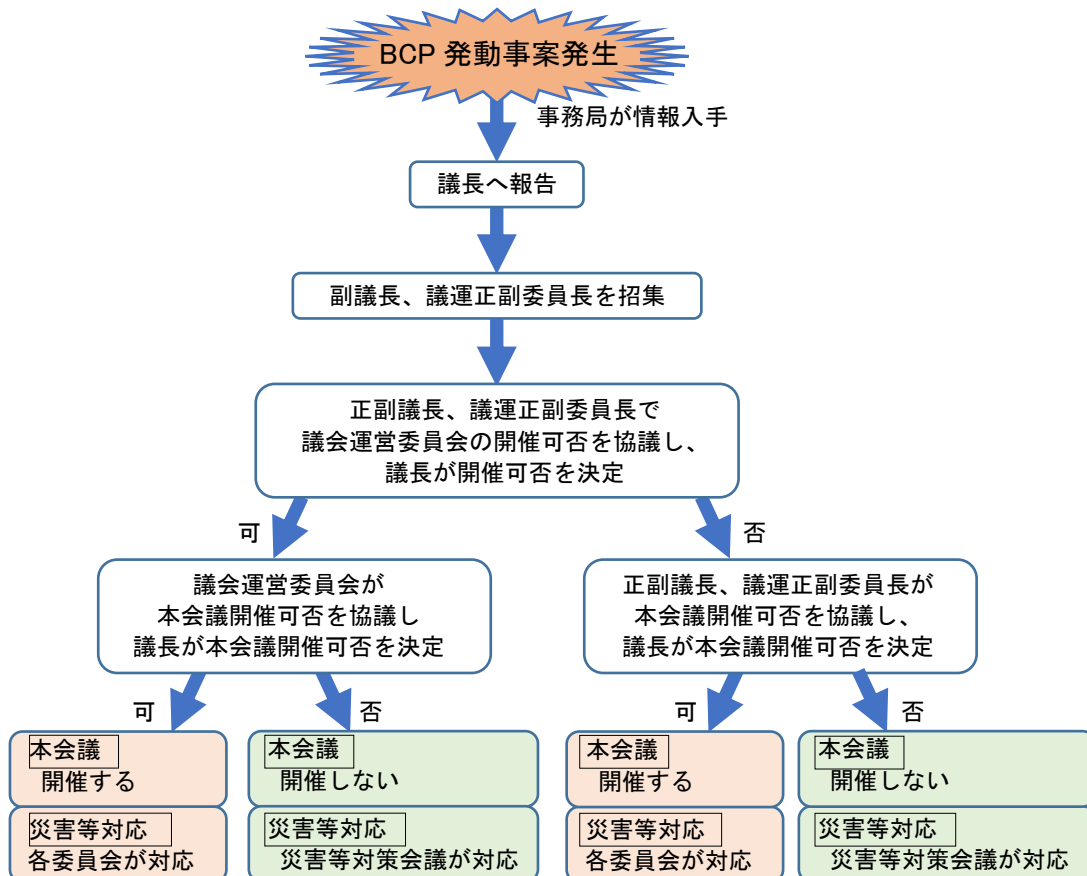 BCP 発動事案発生
事務局が情報入手
議長へ報告
副議長、議運正副委員長を招集
正副議長、議運正副委員長で
議会運営委員会の開催可否を協議し、
議長が開催可否を決定
可
否
議会運営委員会が
本会議開催可否を協議し
議長が本会議開催可否を決定
正副議長、議運正副委員長が
本会議開催可否を協議し、
議長が本会議開催可否を決定
可
否
可
否
本会議
開催する
災害等対応
各委員会が対応
本会議
開催しない
災害等対応
災害等対策会議が対応
本会議
開催する
災害等対応
各委員会が対応
本会議
開催しない
災害等対応
災害等対策会議が対応